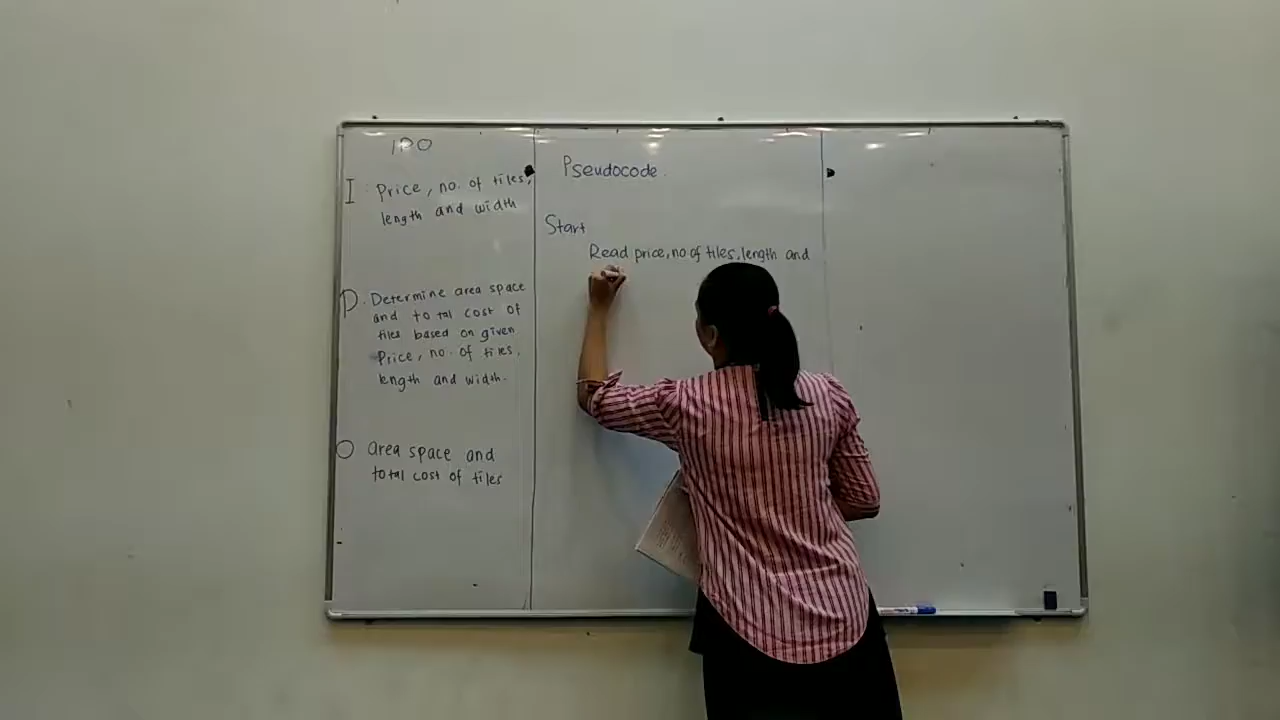 IPO
I : Price, no. of tiles,
length and width
P. Determine area space
and total cost of
tiles based on given
Price, no. of tiles,
length and width.
O area space and
total cost of tiles
Pseudocode.
Start
Read price, no of tiles, length and